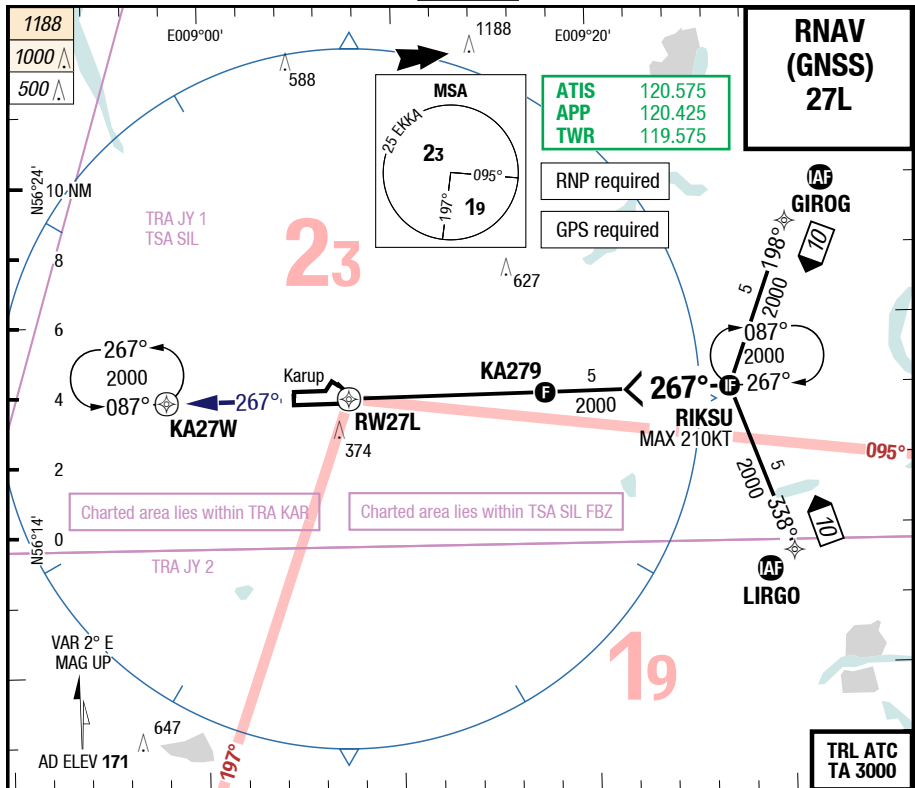 1188
1000
500
E009°00'
588
1188
E009°20'
RNAV
(GNSS)
27L
MSA
25 EKKA
23
095°
197°
19
ATIS 120.575
APP 120.425
TWR 119.575
RNP required
GPS required
IAF
GIROG
N56°24'
10 NM
TRA JY 1
TSA SIL
23
627
198°
10
5
2000
8
6
267°
2000
087°
KA27W
267°
Karup
RW27L
374
KA279
F
5
2000
267°
IF
087°
2000
267°
RIKSU
MAX 210KT
095°
4
2
5
2000
338°
10
Charted area lies within TRA KAR
Charted area lies within TSA SIL FBZ
N56°14'
0
TRA JY 2
IAF
LIRGO
VAR 2° E
MAG UP
19
647
197°
AD ELEV 171
TRL ATC
TA 3000